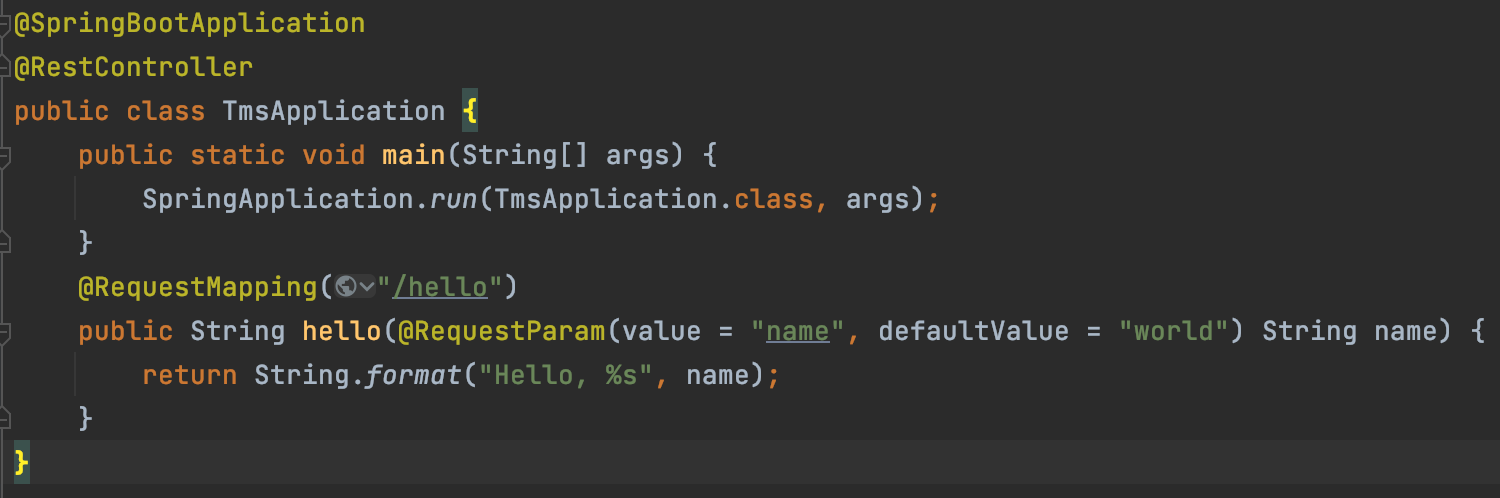 @SpringBootApplication
@RestController
public class TmsApplication {
    public static void main(String[] args) {
        SpringApplication.run(TmsApplication.class, args);
    }
    @RequestMapping("/hello")
    public String hello(@RequestParam(value = "name", defaultValue = "world") String name) {
        return String.format("Hello, %s", name);
    }
}